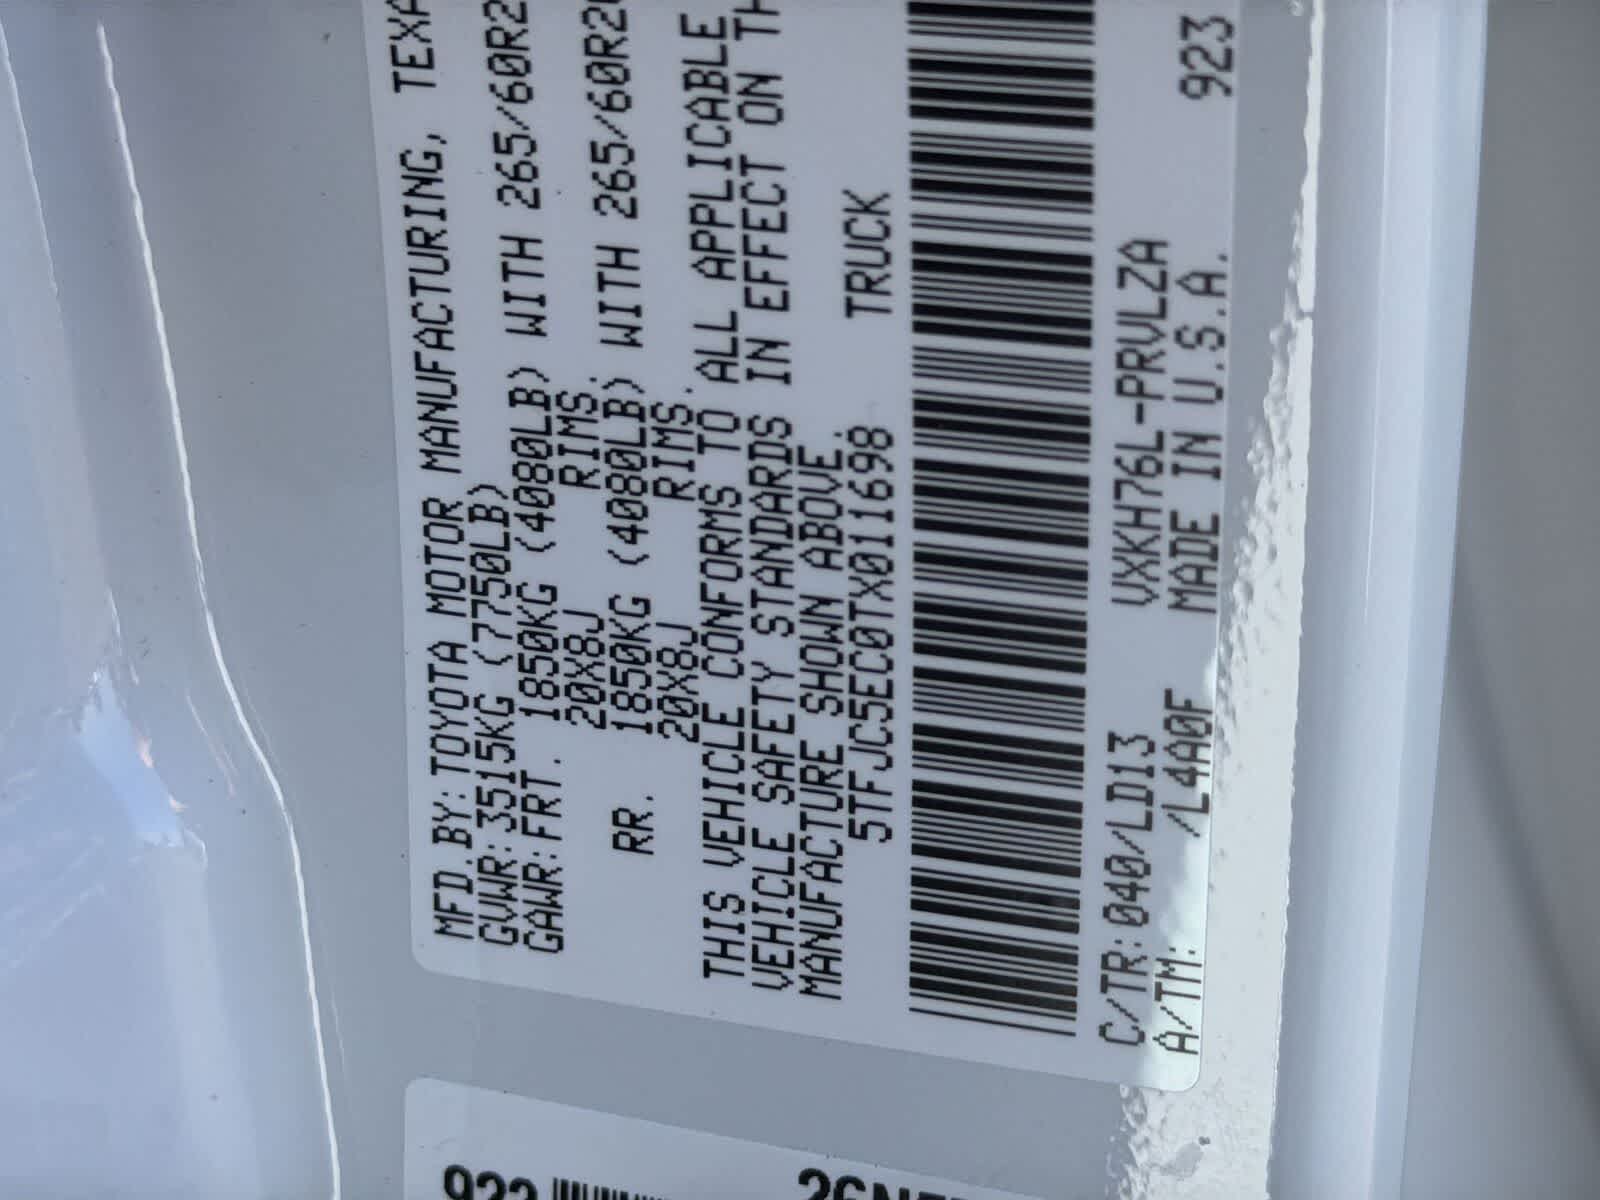 MFD.BY:TOYOTA MOTOR MANUFACTURING, TEXA
GVWR:3515KG (7750LB)
GAWR:FRT. 1850KG (4080LB) WITH 265/60R2
20X8J RIMS.
RR. 1850KG (4080LB) WITH 265/60R20
20X8J RIMS.
THIS VEHICLE CONFORMS TO ALL APPLICABLE
VEHICLE SAFETY STANDARDS IN EFFECT ON TH
MANUFACTURE SHOWN ABOVE.
5TFJC5EC0TX011698 TRUCK
C/TR:040/LD13 VXKH76L-PRVLZA
A/TM: /L4A0F MADE IN U.S.A. 923